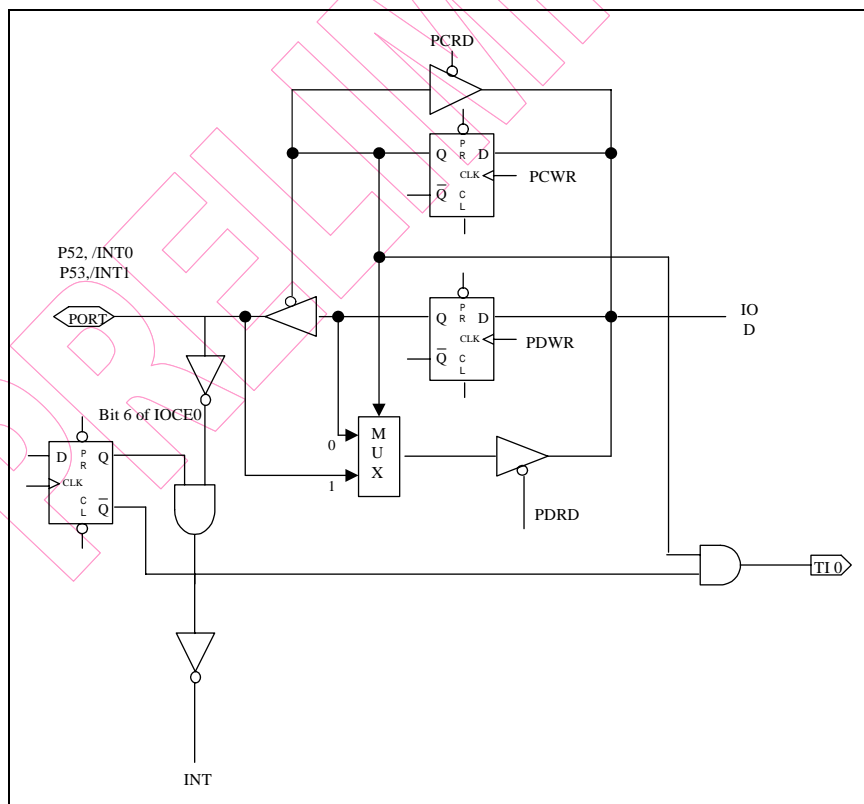 PCRD
Q
P
R
D
CLK
Q
C
L
PCWR
P52, /INT0
P53,/INT1
PORT
Q
P
R
D
CLK
Q
C
L
PDWR
IO
D
Bit 6 of IOCE0
D
P
R
Q
CLK
C
L
Q
0
1
M
U
X
PDRD
TI 0
INT
PRELIM